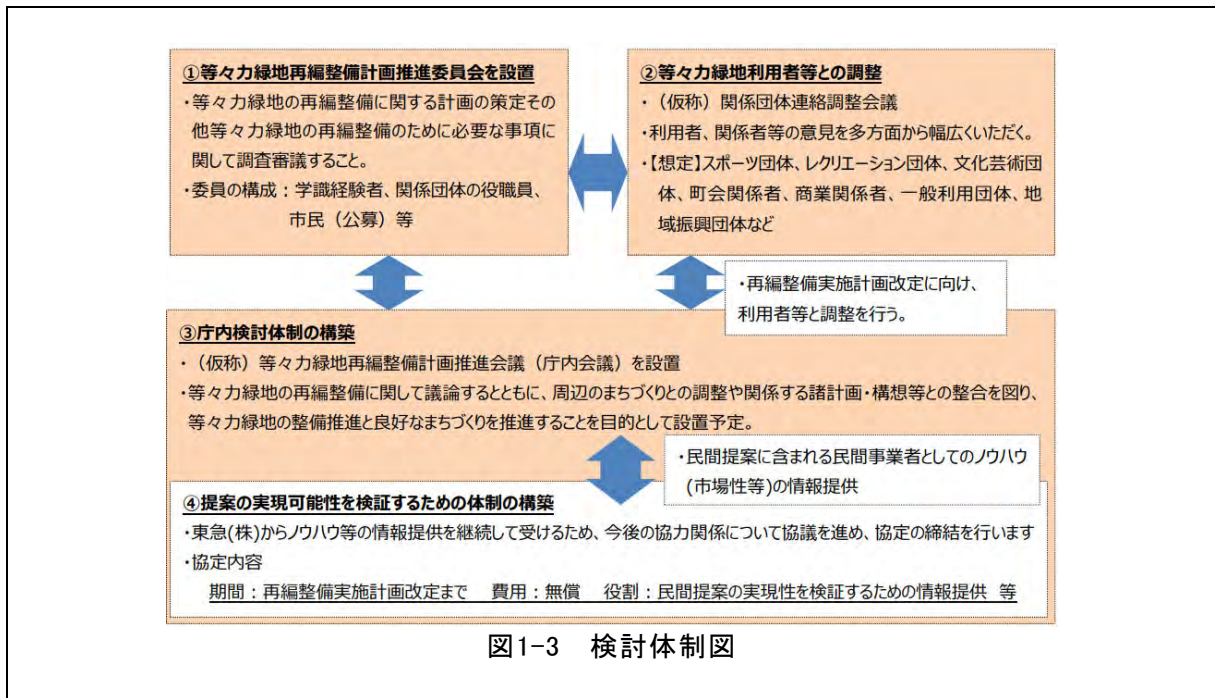 ①等々力緑地再編整備計画推進委員会を設置
・等々力緑地の再編整備に関する計画の策定その
他等々力緑地の再編整備のために必要な事項に
関して調査審議すること。
・委員の構成：学識経験者、関係団体の役職員、
市民（公募）等
②等々力緑地利用者等との調整
・（仮称）関係団体連絡調整会議
・利用者、関係者等の意見を多方面から幅広くいただく。
・【想定】スポーツ団体、レクリエーション団体、文化芸術団
体、町会関係者、商業関係者、一般利用団体、地
域振興団体など
・再編整備実施計画改定に向け、
利用者等と調整を行う。
③庁内検討体制の構築
・（仮称）等々力緑地再編整備計画推進会議（庁内会議）を設置
・等々力緑地の再編整備に関して議論するとともに、周辺のまちづくりとの調整や関係する諸計画・構想等との整合を図り、
等々力緑地の整備推進と良好なまちづくりを推進することを目的として設置予定。
・民間提案に含まれる民間事業者としてのノウハウ
(市場性等)の情報提供
④提案の実現可能性を検証するための体制の構築
・東急(株)からノウハウ等の情報提供を継続して受けるため、今後の協力関係について協議を進め、協定の締結を行います
・協定内容
期間：再編整備実施計画改定まで　費用：無償　役割：民間提案の実現性を検証するための情報提供 等
図1-3　検討体制図